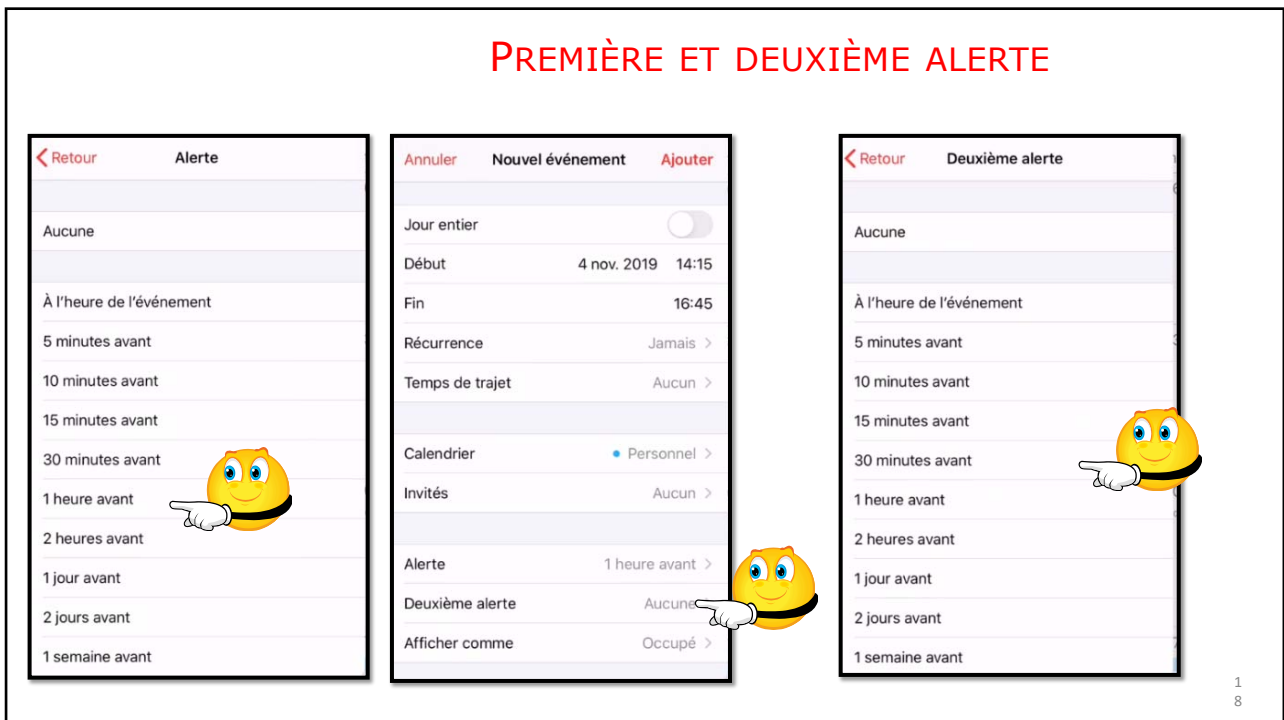 PREMIÈRE ET DEUXIÈME ALERTE
Retour Alerte
Aucune
À l'heure de l'événement
5 minutes avant
10 minutes avant
15 minutes avant
30 minutes avant
1 heure avant
2 heures avant
1 jour avant
2 jours avant
1 semaine avant
Annuler Nouvel événement Ajouter
Jour entier
Début 4 nov. 2019 14:15
Fin 16:45
Récurrence Jamais
Temps de trajet Aucun
Calendrier Personnel
Invités Aucun
Alerte 1 heure avant
Deuxième alerte Aucune
Afficher comme Occupé
Retour Deuxième alerte
Aucune
À l'heure de l'événement
5 minutes avant
10 minutes avant
15 minutes avant
30 minutes avant
1 heure avant
2 heures avant
1 jour avant
2 jours avant
1 semaine avant
1
8